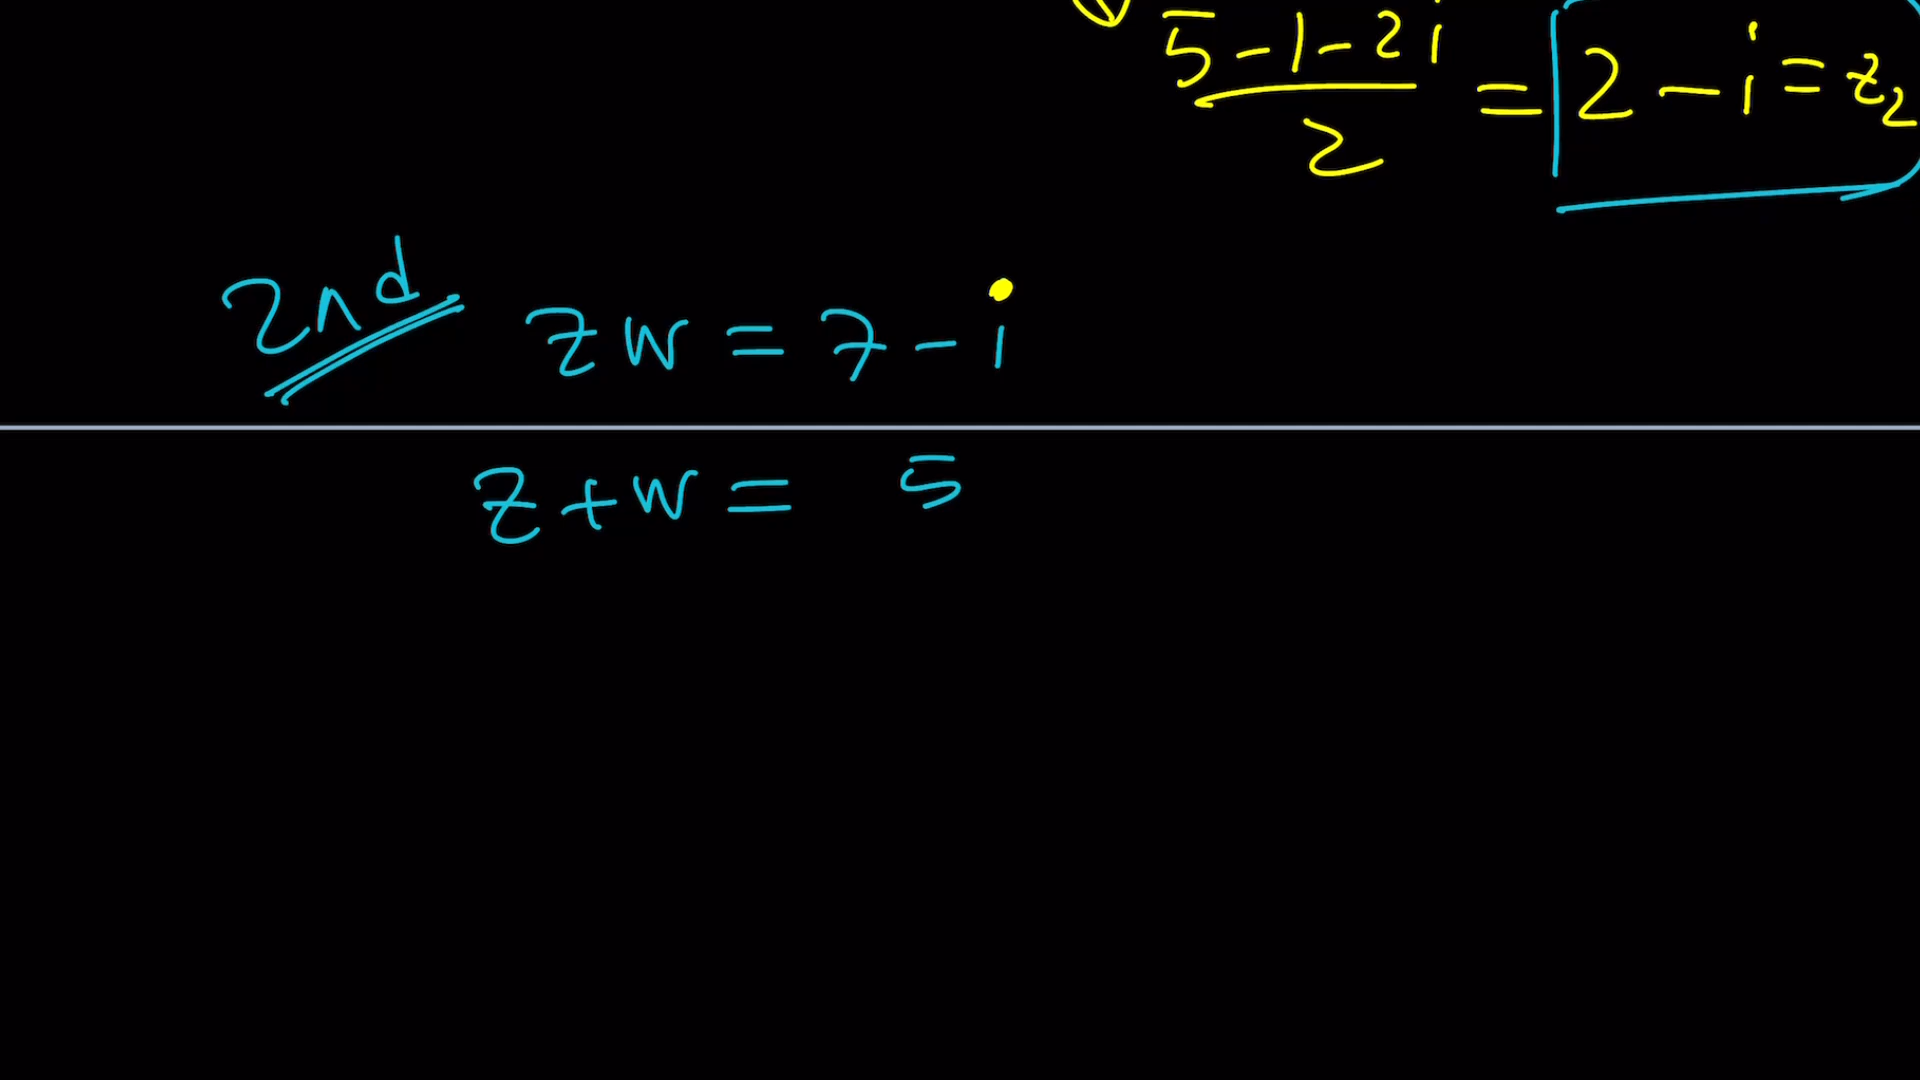 5 - 1 - 2i / 2 = 2 - i = z₂
2nd zw = 7 - i
z + w = 5